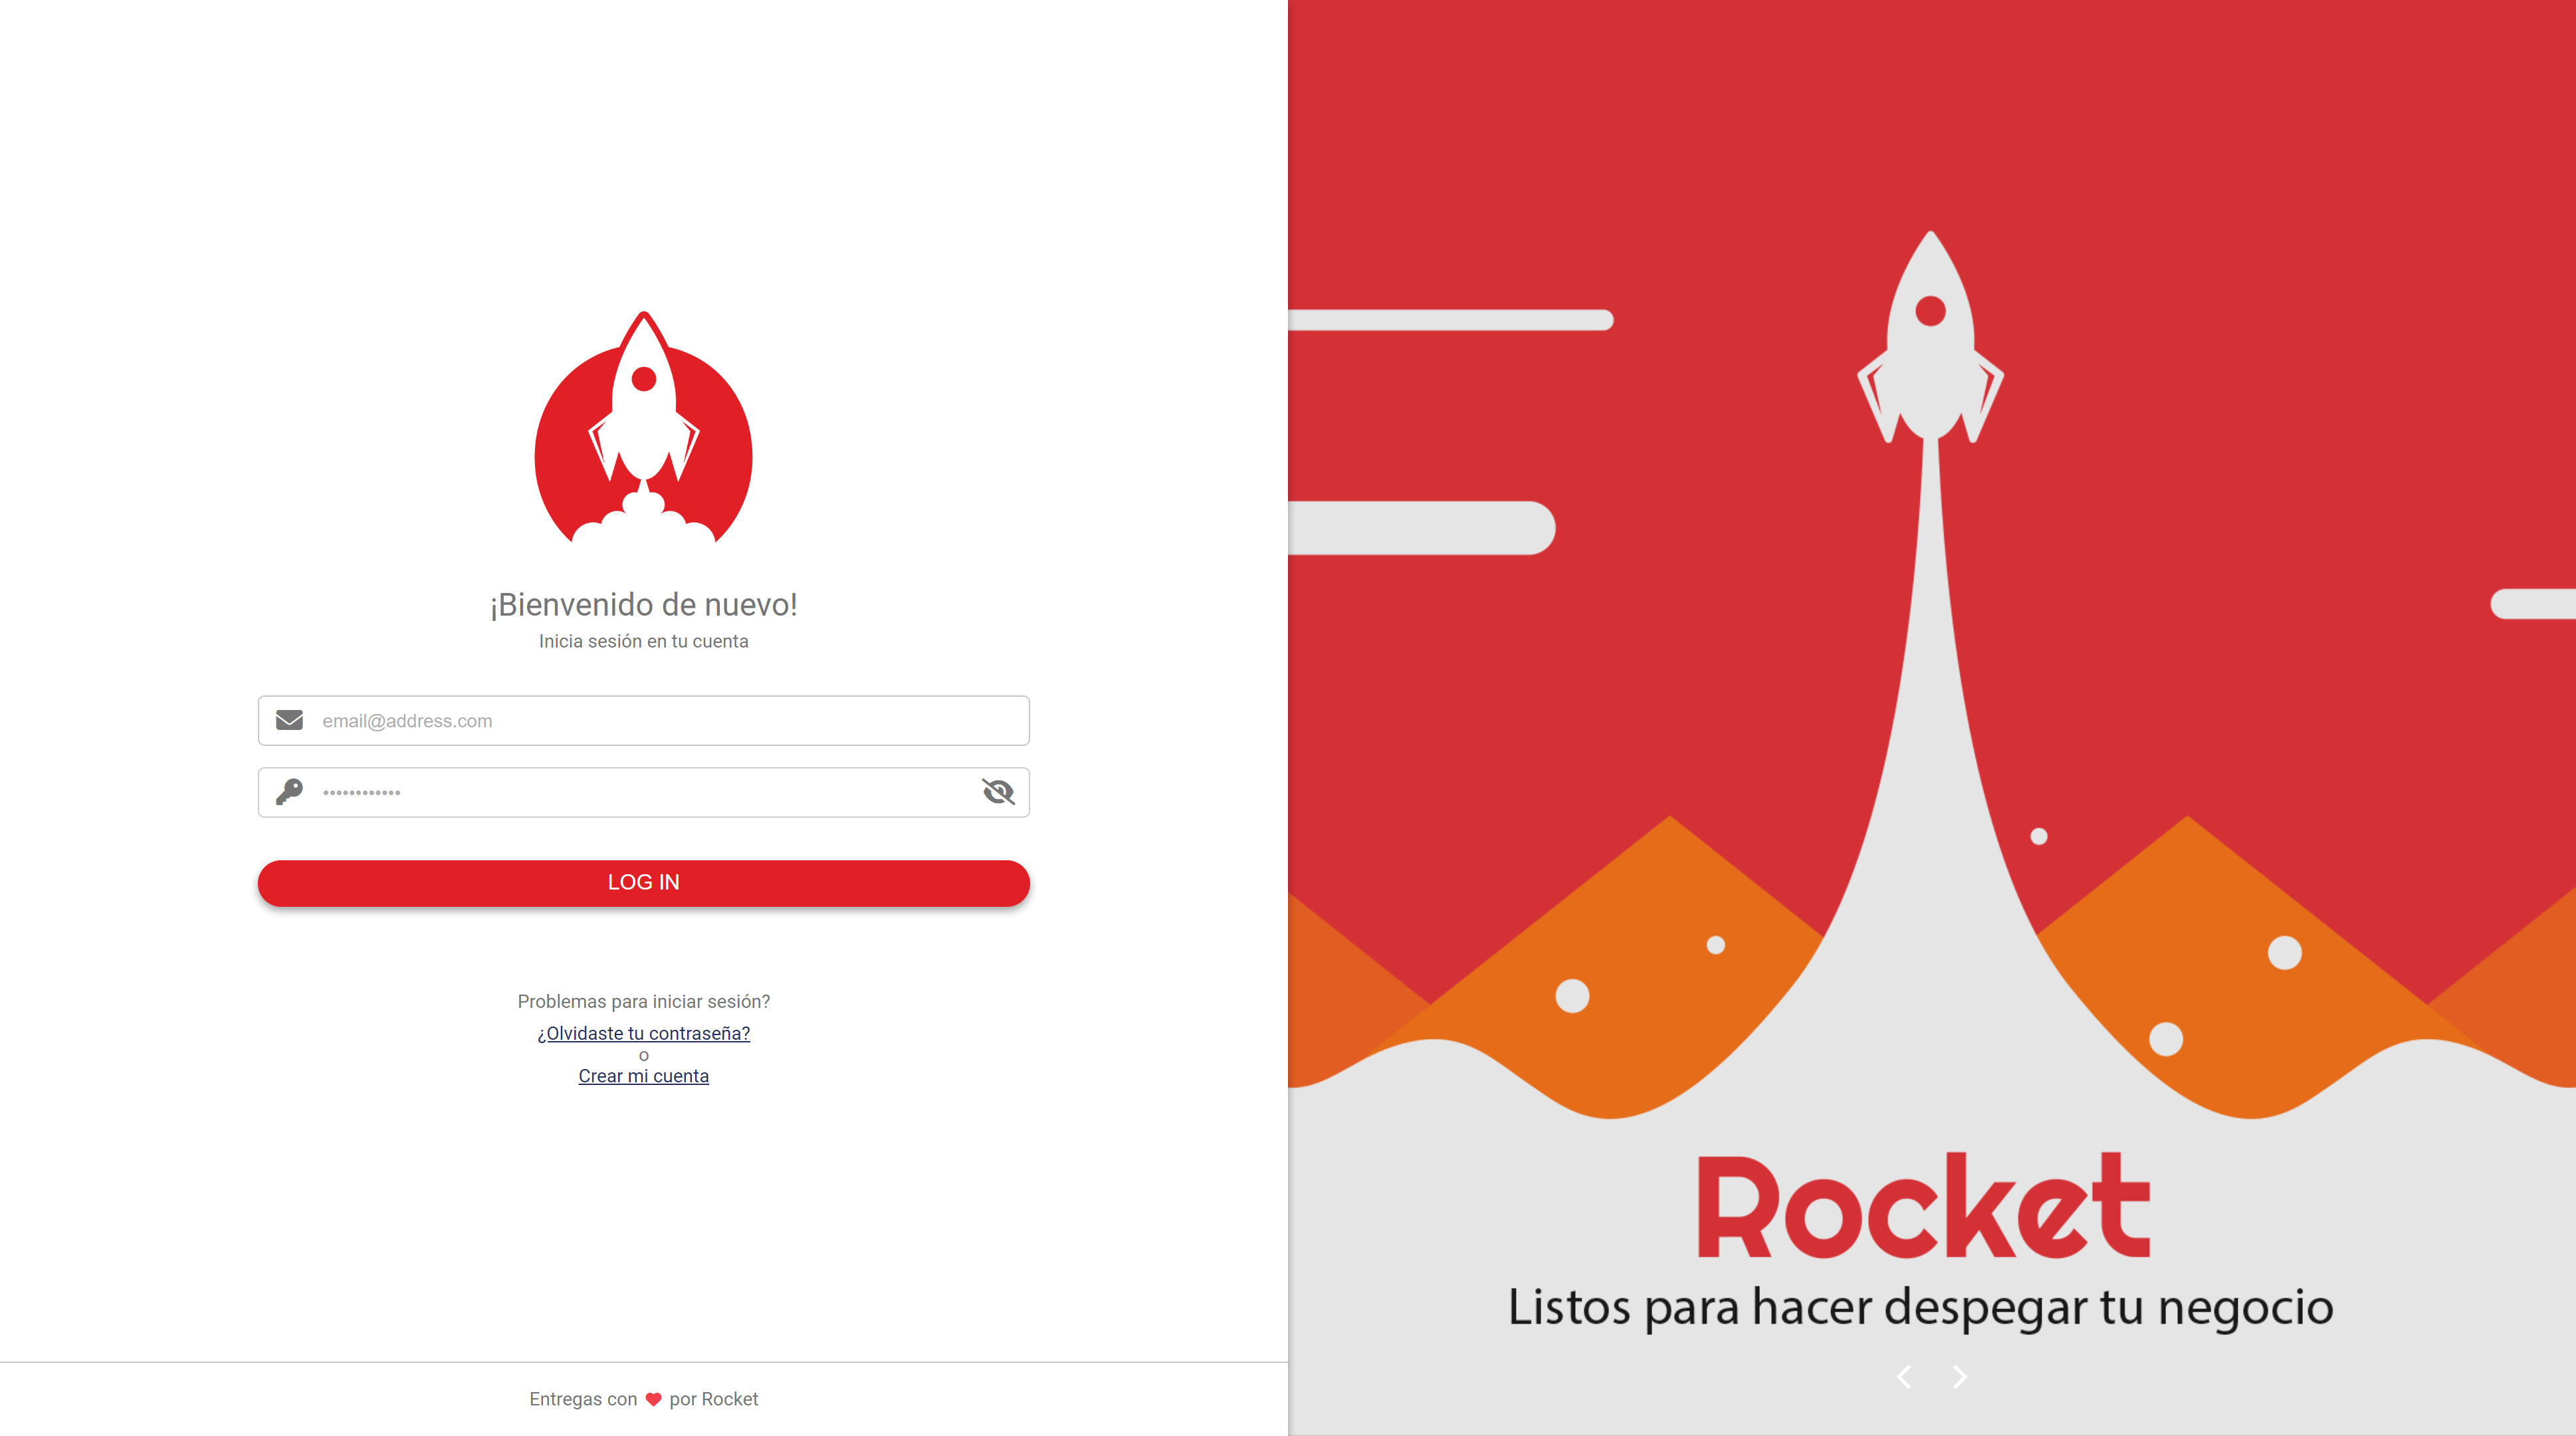 ¡Bienvenido de nuevo!
Inicia sesión en tu cuenta
email@address.com
••••••••••••
LOG IN
Problemas para iniciar sesión?
¿Olvidaste tu contraseña?
o
Crear mi cuenta
Entregas con ❤ por Rocket
Rocket
Listos para hacer despegar tu negocio